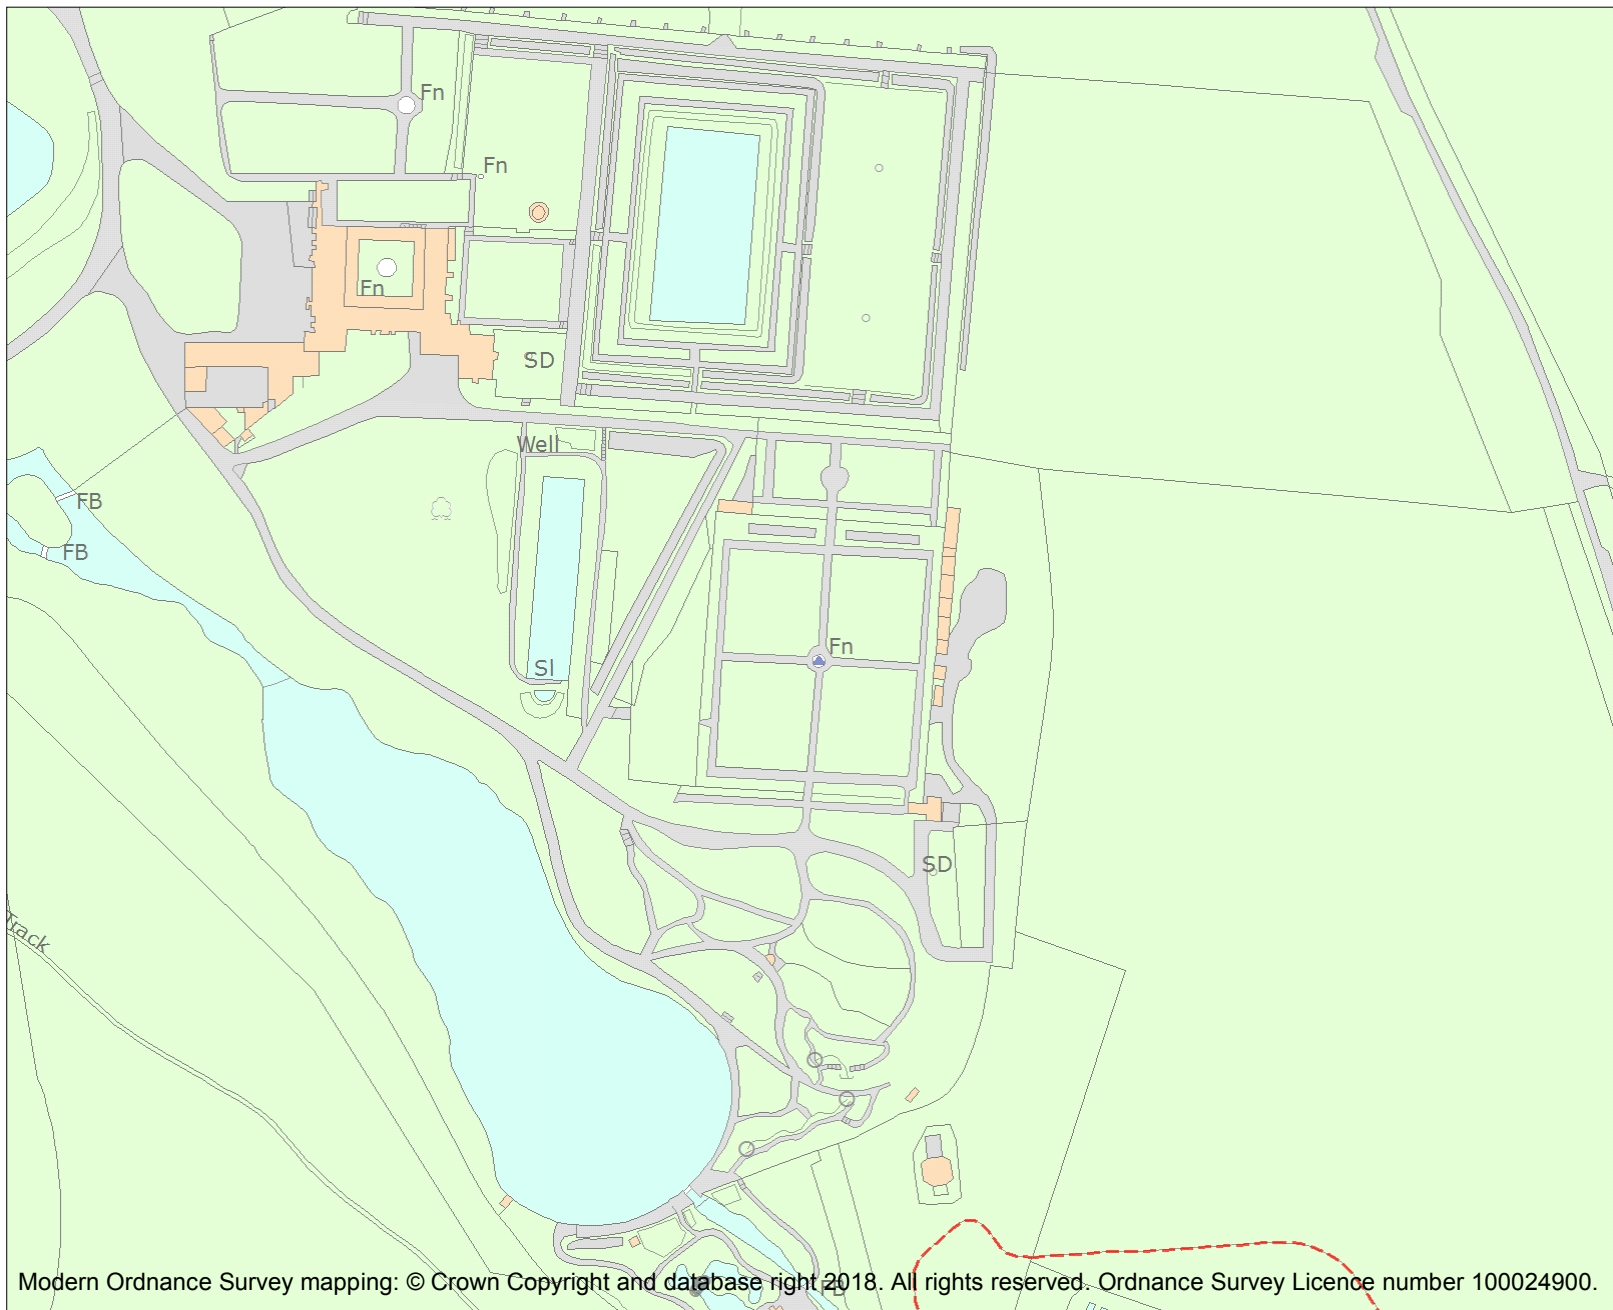 Fn
Fn
Fn
SD
Well
FB
FB
Fn
Sl
SD
Track
FB
Modern Ordnance Survey mapping: © Crown Copyright and database right 2018. All rights reserved. Ordnance Survey Licence number 100024900.